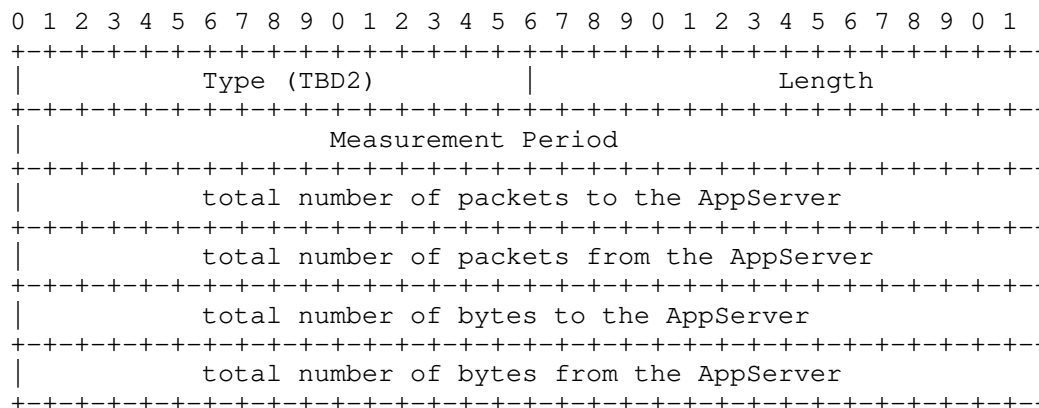 0 1 2 3 4 5 6 7 8 9 0 1 2 3 4 5 6 7 8 9 0 1 2 3 4 5 6 7 8 9 0 1
+-+-+-+-+-+-+-+-+-+-+-+-+-+-+-+-+-+-+-+-+-+-+-+-+-+-+-+-+-+-+-+-+-
| Type (TBD2) | Length
+-+-+-+-+-+-+-+-+-+-+-+-+-+-+-+-+-+-+-+-+-+-+-+-+-+-+-+-+-+-+-+-+-
| Measurement Period
+-+-+-+-+-+-+-+-+-+-+-+-+-+-+-+-+-+-+-+-+-+-+-+-+-+-+-+-+-+-+-+-+-
| total number of packets to the AppServer
+-+-+-+-+-+-+-+-+-+-+-+-+-+-+-+-+-+-+-+-+-+-+-+-+-+-+-+-+-+-+-+-+-
| total number of packets from the AppServer
+-+-+-+-+-+-+-+-+-+-+-+-+-+-+-+-+-+-+-+-+-+-+-+-+-+-+-+-+-+-+-+-+-
| total number of bytes to the AppServer
+-+-+-+-+-+-+-+-+-+-+-+-+-+-+-+-+-+-+-+-+-+-+-+-+-+-+-+-+-+-+-+-+-
| total number of bytes from the AppServer
+-+-+-+-+-+-+-+-+-+-+-+-+-+-+-+-+-+-+-+-+-+-+-+-+-+-+-+-+-+-+-+-+-